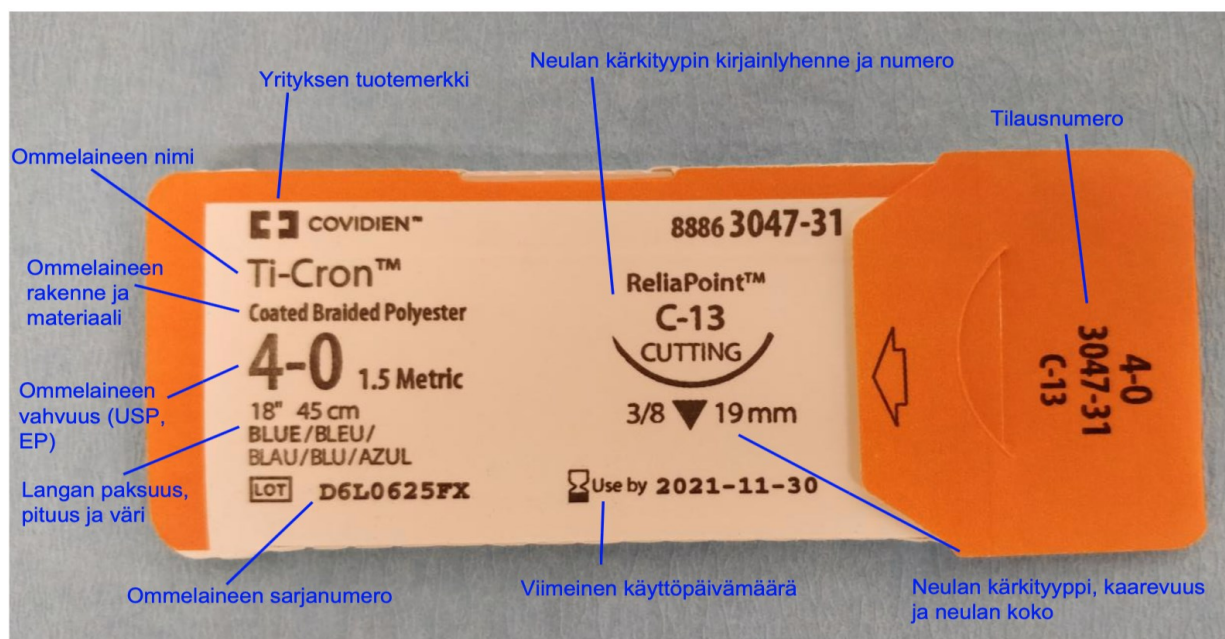 Neulan kärkityypin kirjainlyhenne ja numero
Yrityksen tuotemerkki
Tilausnumero
Ommelaineen nimi
COVIDIEN™
8886 3047-31
Ti-Cron™
Ommelaineen
rakenne ja
materiaali
Coated Braided Polyester
ReliaPoint™
C-13
CUTTING
4-0 1.5 Metric
Ommelaineen
vahvuus (USP,
EP)
18" 45 cm
BLUE/BLEU/
BLAU/BLU/AZUL
3/8 19 mm
4-0
3047-31
C-13
Langan paksuus,
pituus ja väri
LOT D6L0625FX
Use by 2021-11-30
Ommelaineen sarjanumero
Viimeinen käyttöpäivämäärä
Neulan kärkityyppi, kaarevuus
ja neulan koko